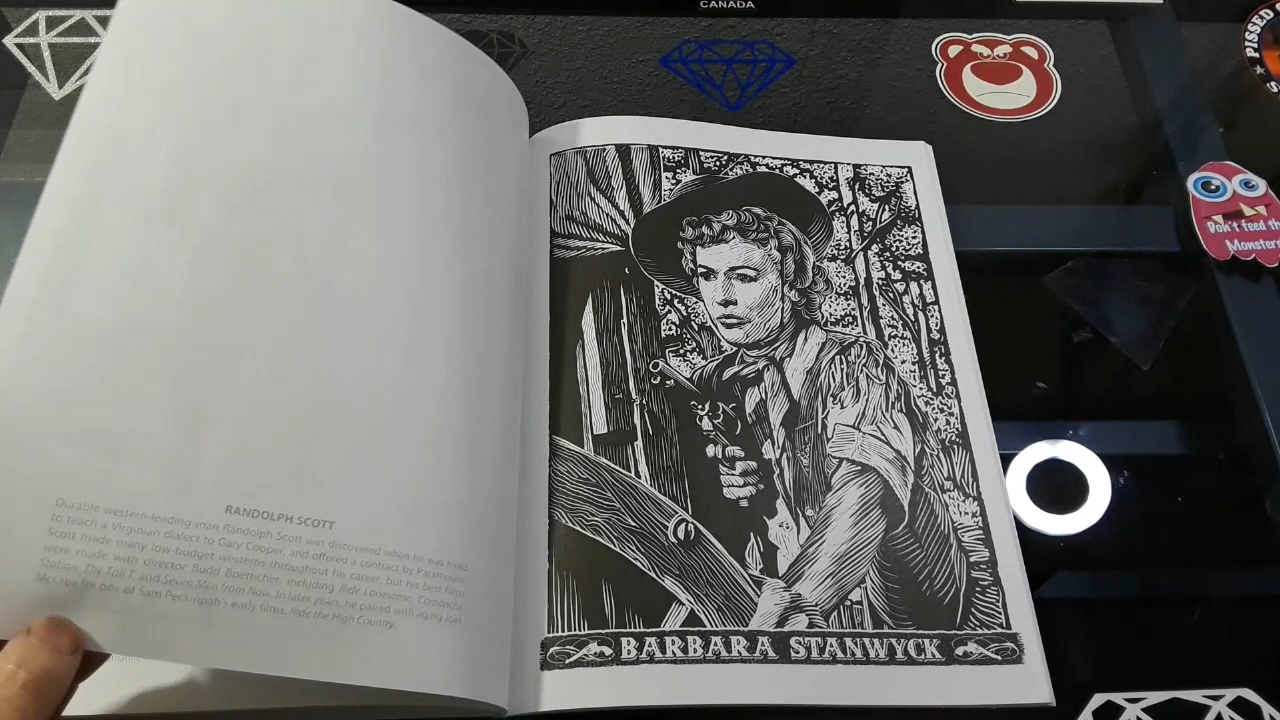 CANADA
PISSED
Don't feed th
Monsters
RANDOLPH SCOTT
Durable western-leading man Randolph Scott was discovered when he was hired
to teach a Virginian dialect to Gary Cooper, and offered a contract by Paramount.
Scott made many low-budget westerns throughout his career, but his best films
were made with director Budd Boetticher, including Ride Lonesome, Comanche
Station, The Tall T, and Seven Men from Now. In later years, he paired with aging Joel
McCrea for one of Sam Peckinpah's early films, Ride the High Country.
BARBARA STANWYCK